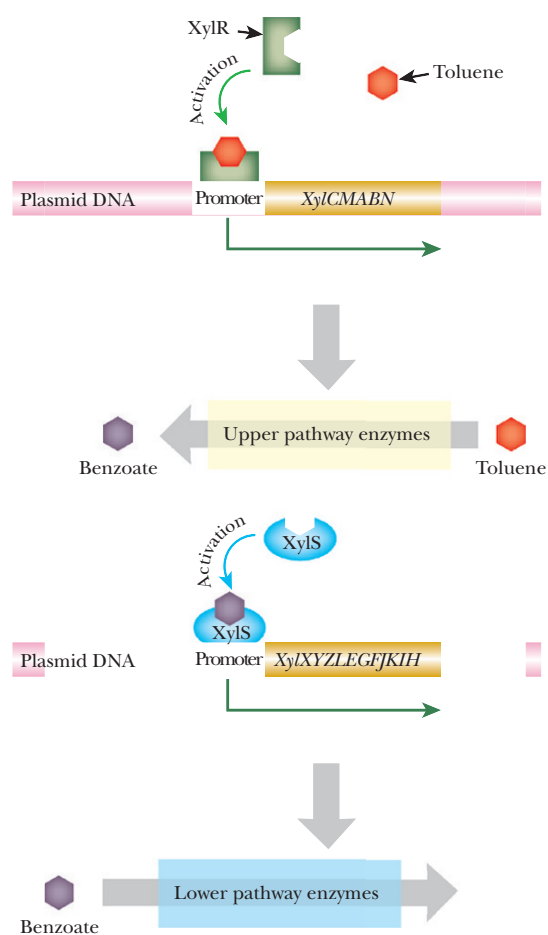 XylR
Toluene
Activation
Plasmid DNA
Promoter
XylCMABN
Upper pathway enzymes
Benzoate
Toluene
Activation
XylS
XylS
Plasmid DNA
Promoter
XylXYZLEGFJKIH
Lower pathway enzymes
Benzoate